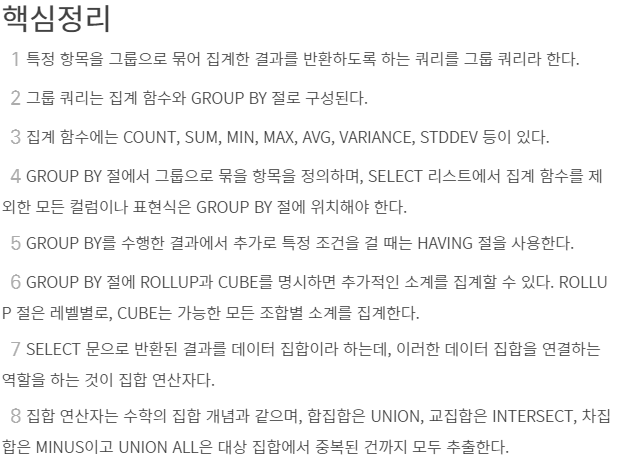 핵심정리
1 특정 항목을 그룹으로 묶어 집계한 결과를 반환하도록 하는 쿼리를 그룹 쿼리라 한다.
2 그룹 쿼리는 집계 함수와 GROUP BY 절로 구성된다.
3 집계 함수에는 COUNT, SUM, MIN, MAX, AVG, VARIANCE, STDDEV 등이 있다.
4 GROUP BY 절에서 그룹으로 묶을 항목을 정의하며, SELECT 리스트에서 집계 함수를 제
외한 모든 컬럼이나 표현식은 GROUP BY 절에 위치해야 한다.
5 GROUP BY를 수행한 결과에서 추가로 특정 조건을 걸 때는 HAVING 절을 사용한다.
6 GROUP BY 절에 ROLLUP과 CUBE를 명시하면 추가적인 소계를 집계할 수 있다. ROLLU
P 절은 레벨별로, CUBE는 가능한 모든 조합별 소계를 집계한다.
7 SELECT 문으로 반환된 결과를 데이터 집합이라 하는데, 이러한 데이터 집합을 연결하는
역할을 하는 것이 집합 연산자다.
8 집합 연산자는 수학의 집합 개념과 같으며, 합집합은 UNION, 교집합은 INTERSECT, 차집
합은 MINUS이고 UNION ALL은 대상 집합에서 중복된 건까지 모두 추출한다.